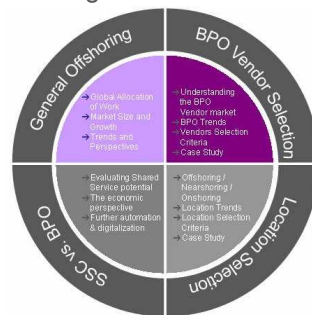 General Offshoring
→ Global Allocation
of Work
→ Market Size and
Growth
→ Trends and
Perspectives
BPO Vendor Selection
→ Understanding
the BPO
Vendor market
→ BPO Trends
→ Vendors Selection
Criteria
→ Case Study
SSC vs. BPO
→ Evaluating Shared
Service potential
→ The economic
perspective
→ Further automation
& digitalization
Location Selection
→ Offshoring /
Nearshoring /
Onshoring
→ Location Trends
→ Location Selection
Criteria
→ Case Study